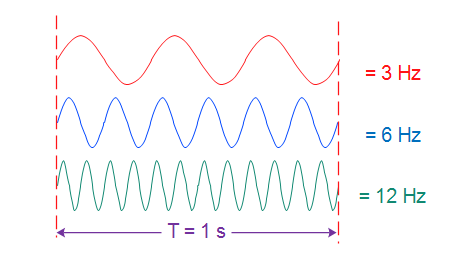 = 3 Hz
= 6 Hz
= 12 Hz
T = 1 s